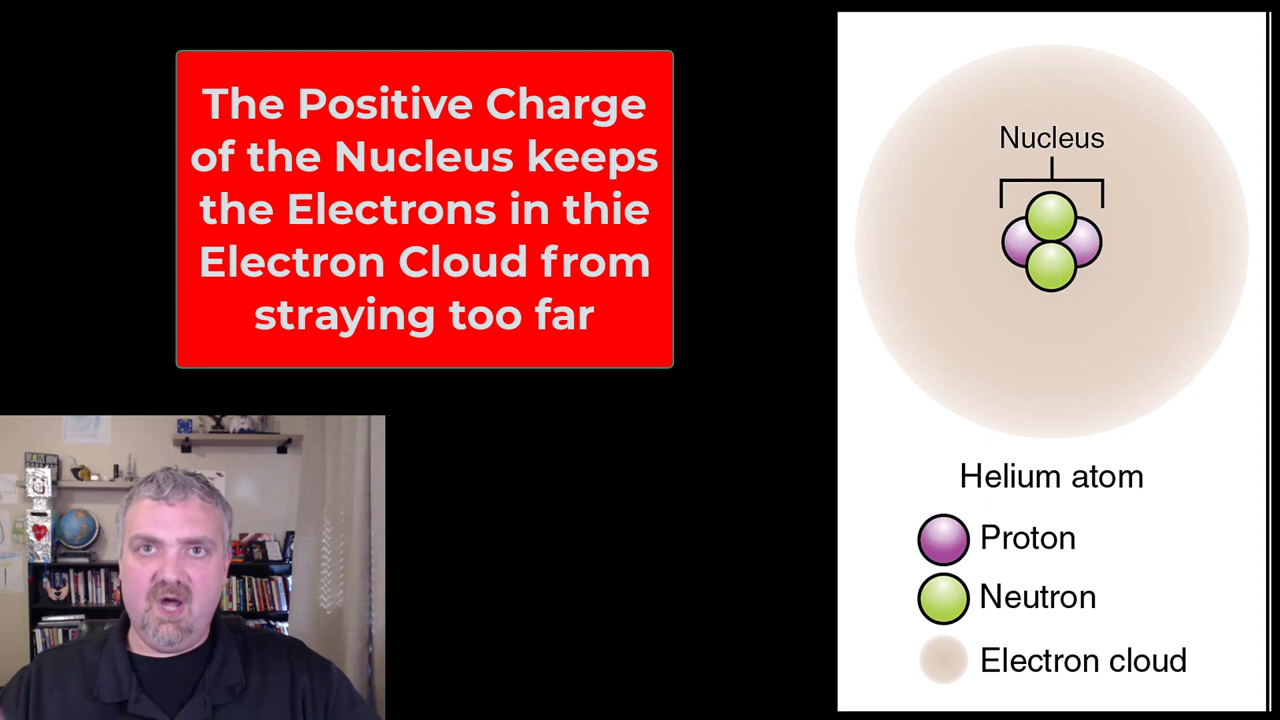 The Positive Charge
of the Nucleus keeps
the Electrons in thie
Electron Cloud from
straying too far
Nucleus
Helium atom
Proton
Neutron
Electron cloud